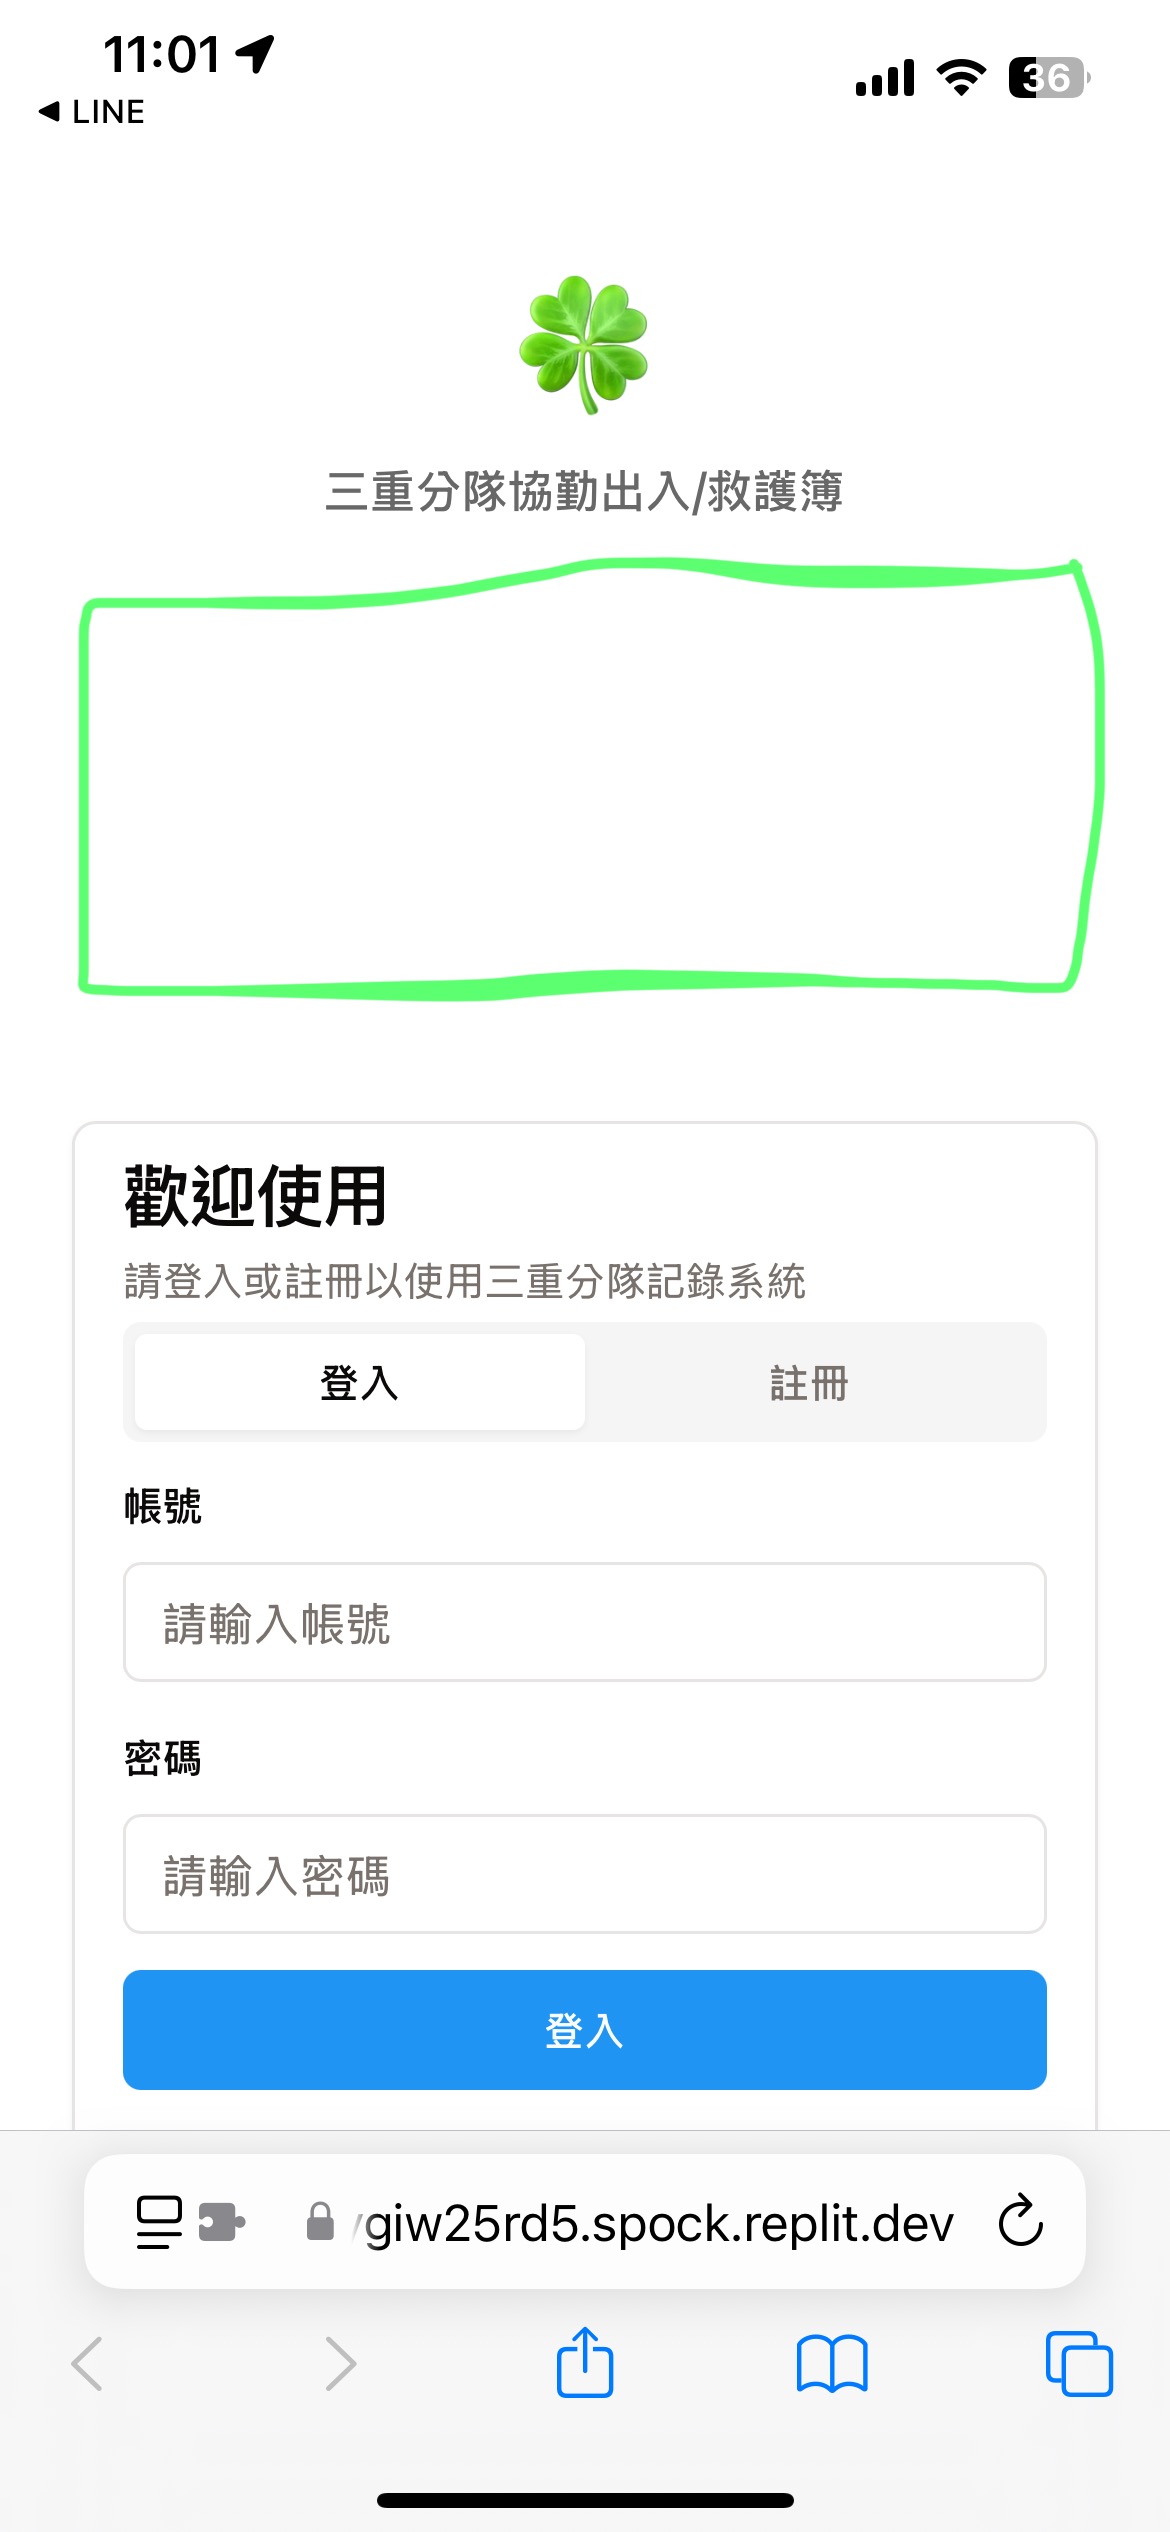 11:01
36
LINE
三重分隊協勤出入/救護簿
歡迎使用
請登入或註冊以使用三重分隊記錄系統
登入
註冊
帳號
請輸入帳號
密碼
請輸入密碼
登入
giw25rd5.spock.replit.dev